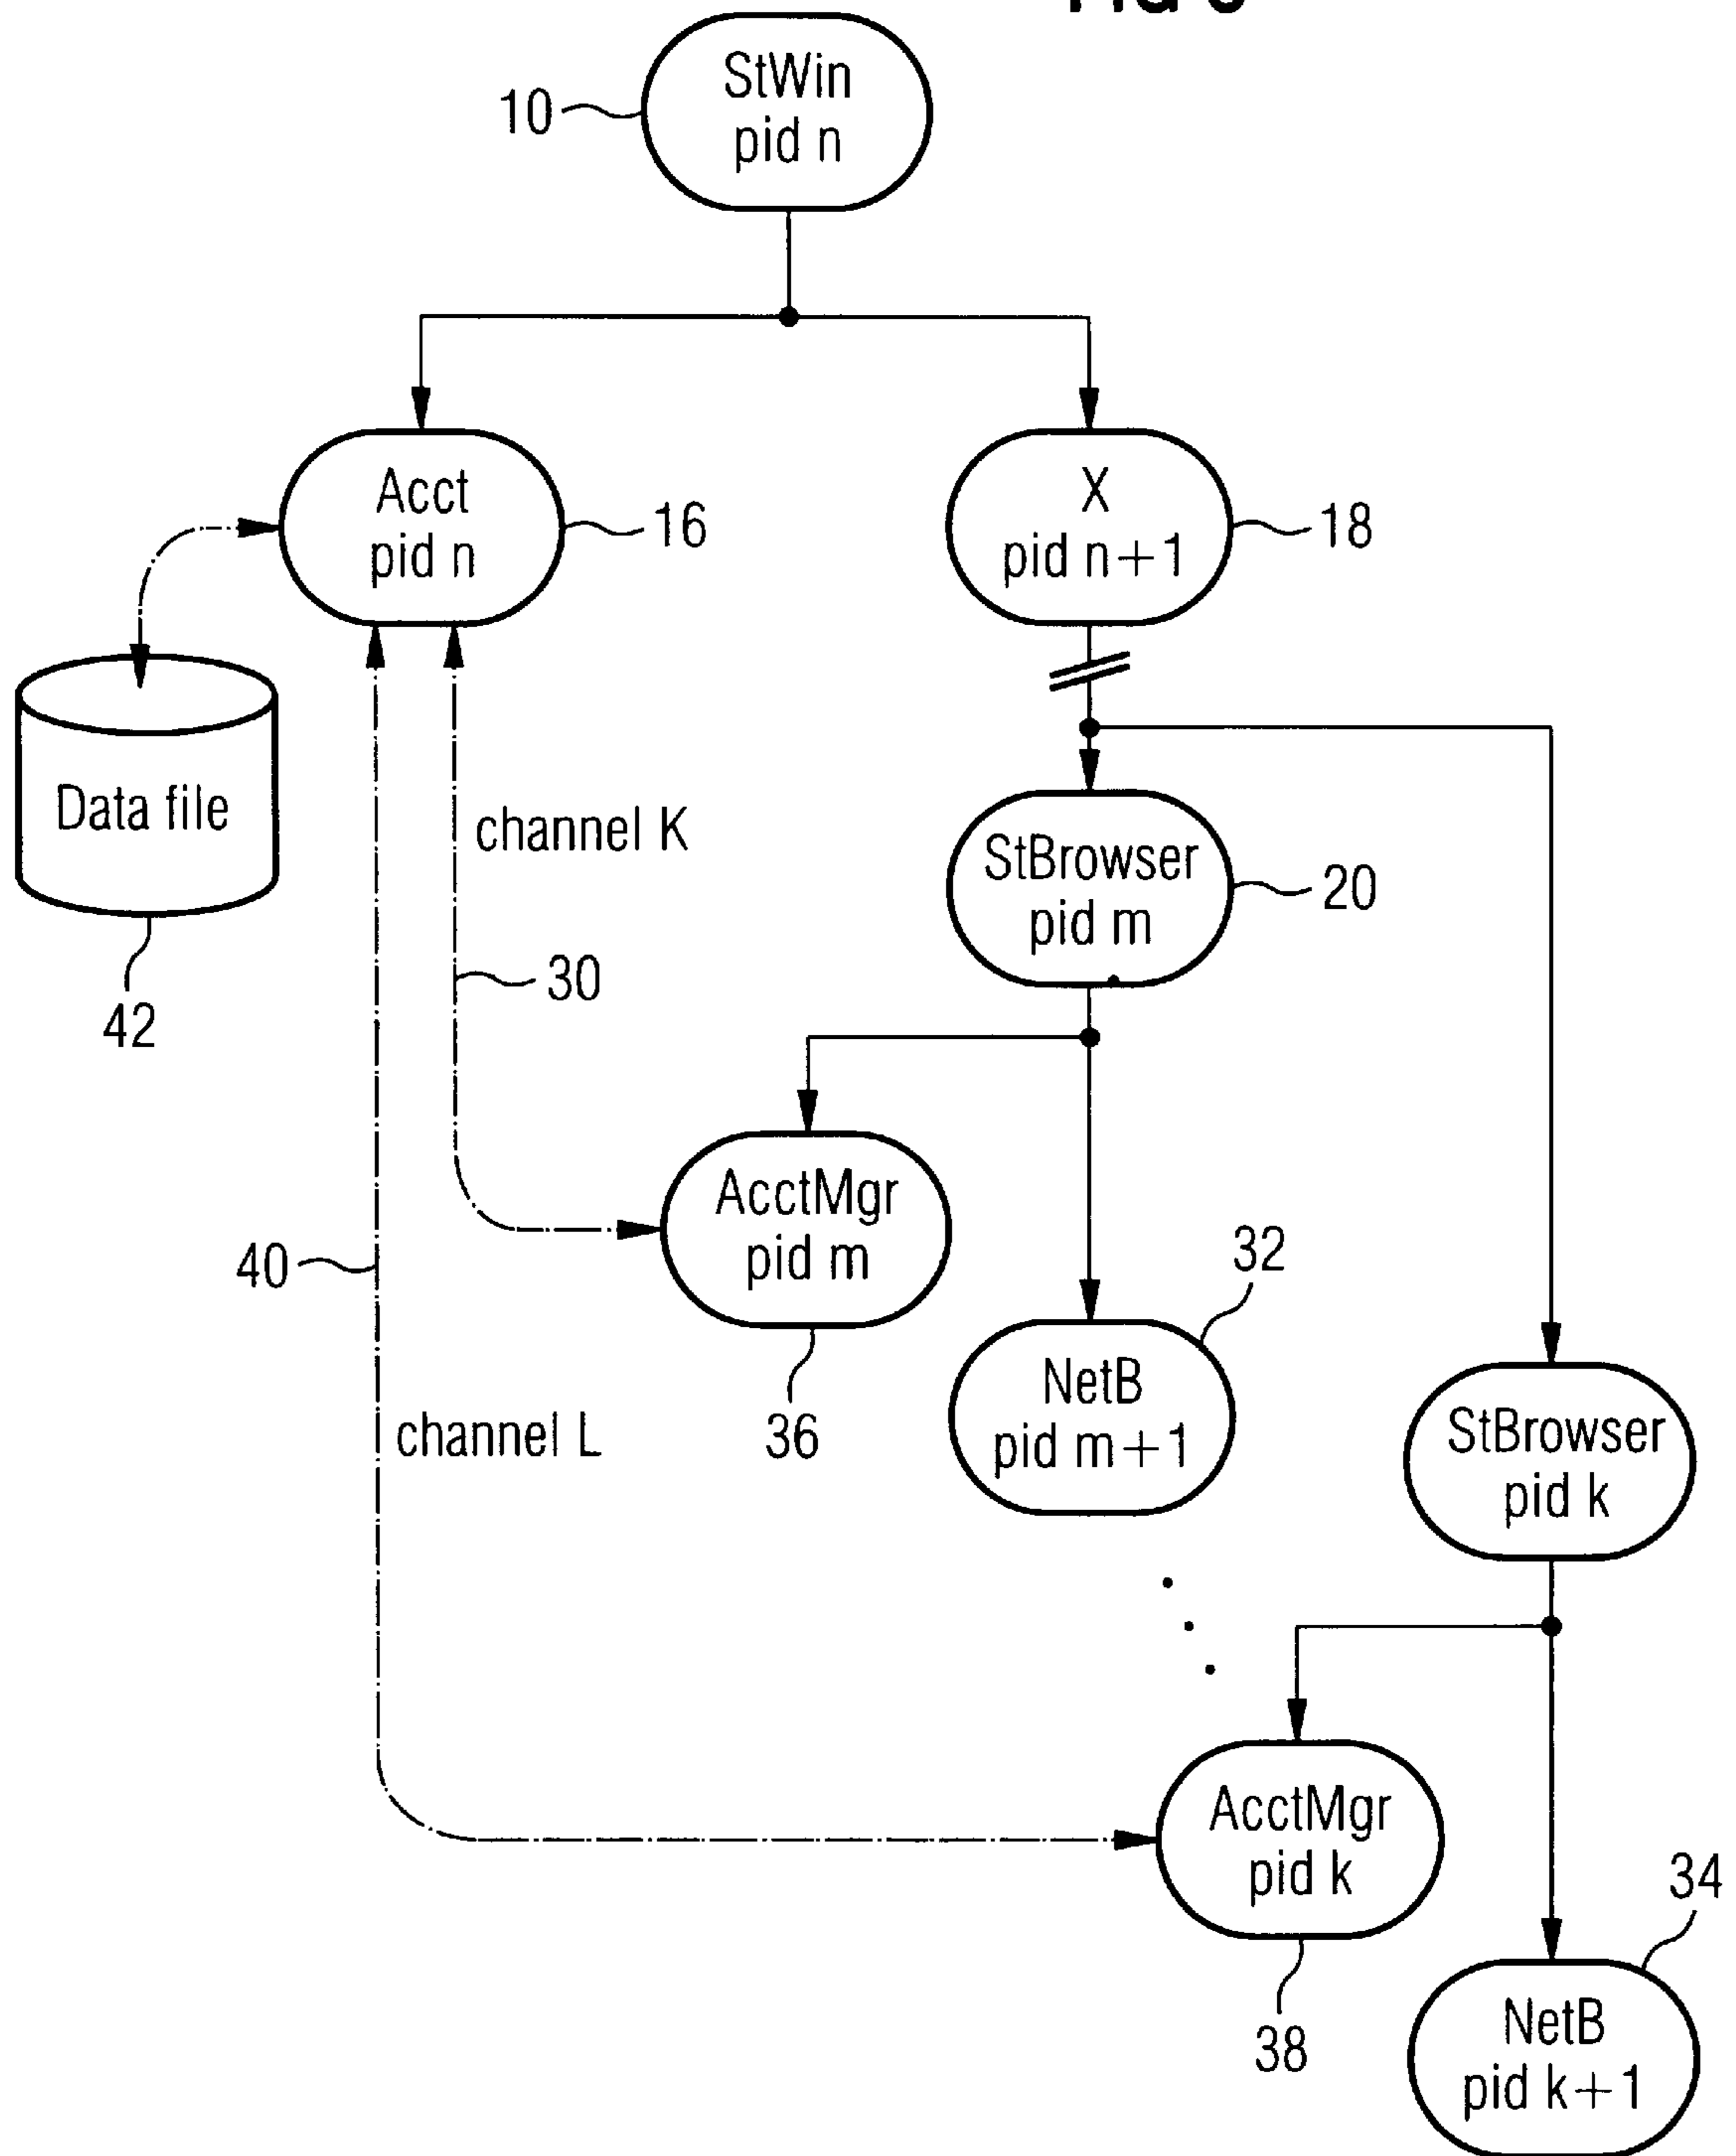 StWin
pid n
10
Acct
pid n
16
X
pid n+1
18
Data file
42
channel K
30
StBrowser
pid m
20
AcctMgr
pid m
36
40
channel L
32
NetB
pid m+1
StBrowser
pid k
AcctMgr
pid k
38
34
NetB
pid k+1